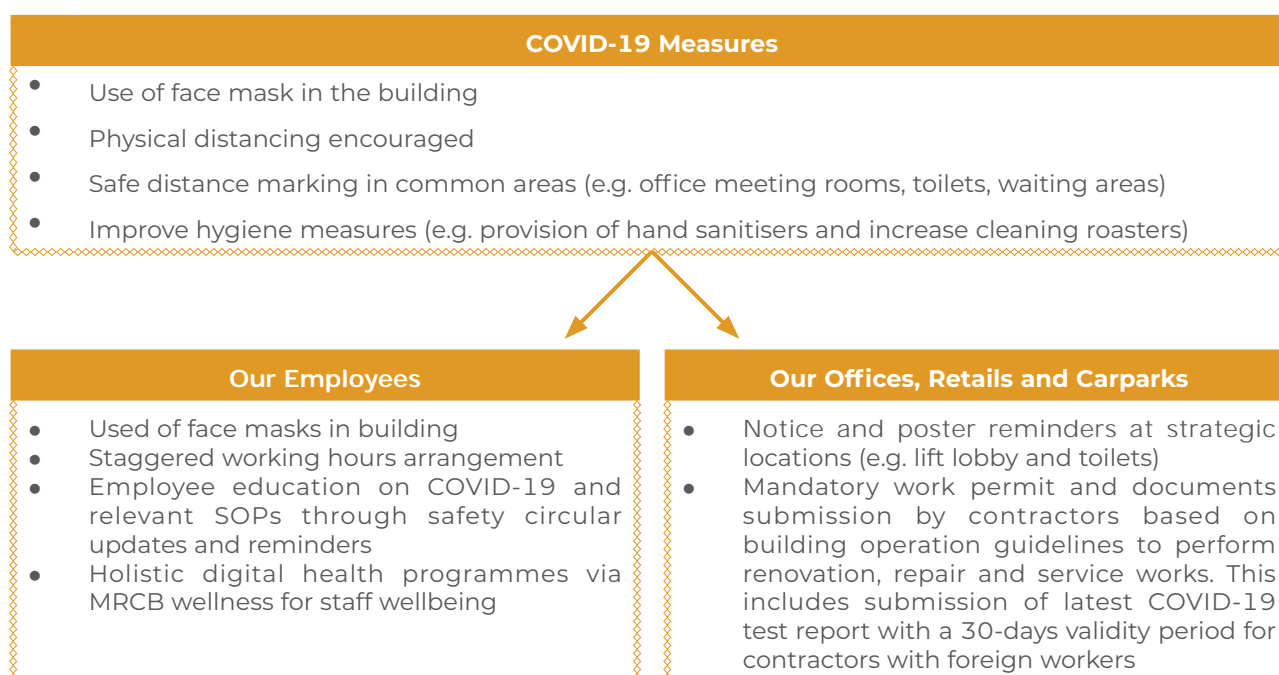 COVID-19 Measures
• Use of face mask in the building
• Physical distancing encouraged
• Safe distance marking in common areas (e.g. office meeting rooms, toilets, waiting areas)
• Improve hygiene measures (e.g. provision of hand sanitisers and increase cleaning roasters)
Our Employees
● Used of face masks in building
● Staggered working hours arrangement
● Employee education on COVID-19 and
relevant SOPs through safety circular
updates and reminders
● Holistic digital health programmes via
MRCB wellness for staff wellbeing
Our Offices, Retails and Carparks
● Notice and poster reminders at strategic
locations (e.g. lift lobby and toilets)
● Mandatory work permit and documents
submission by contractors based on
building operation guidelines to perform
renovation, repair and service works. This
includes submission of latest COVID-19
test report with a 30-days validity period for
contractors with foreign workers